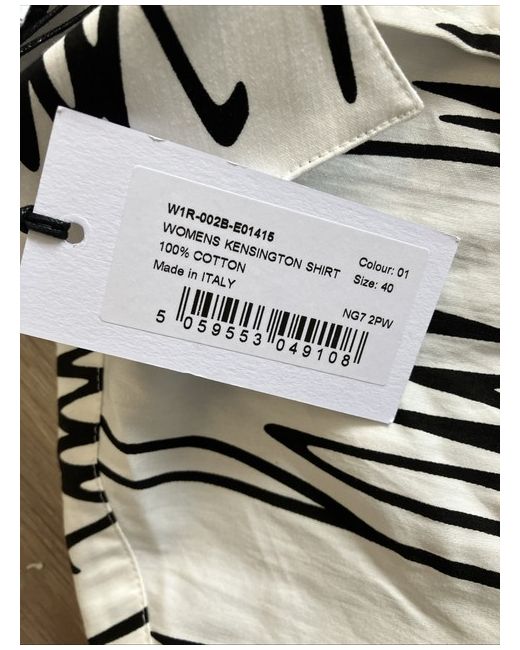 W1R-002B-E01415
WOMENS KENSINGTON SHIRT
100% COTTON
Made in ITALY
Colour: 01
Size: 40
NG7 2PW
5 059553 049108